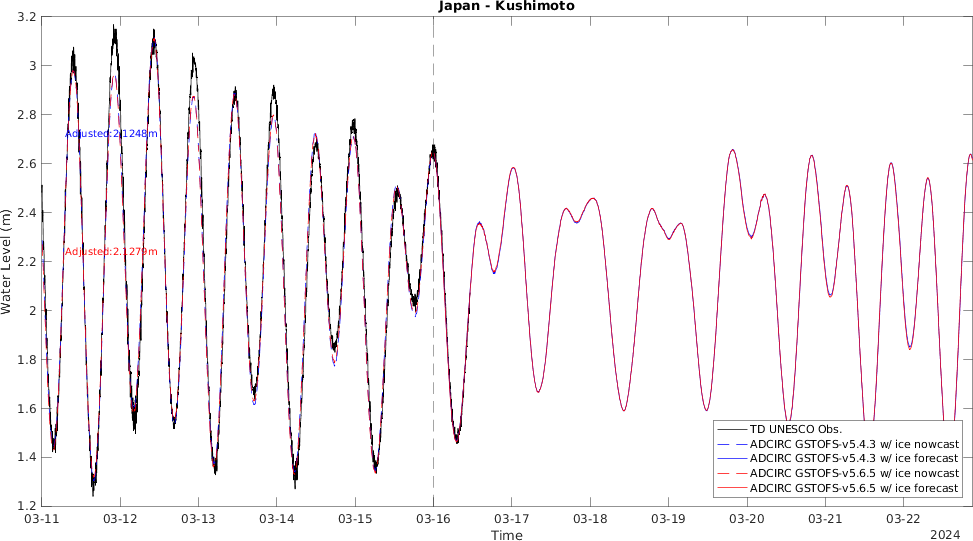 Japan - Kushimoto
3.2
3
2.8
2.6
2.4
2.2
2
1.8
1.6
1.4
1.2
Water Level (m)
Adjusted:2.1248m
Adjusted:2.1279m
TD UNESCO Obs.
ADCIRC GSTOFS-v5.4.3 w/ ice nowcast
ADCIRC GSTOFS-v5.4.3 w/ ice forecast
ADCIRC GSTOFS-v5.6.5 w/ ice nowcast
ADCIRC GSTOFS-v5.6.5 w/ ice forecast
03-11 03-12 03-13 03-14 03-15 03-16 03-17 03-18 03-19 03-20 03-21 03-22
Time
2024